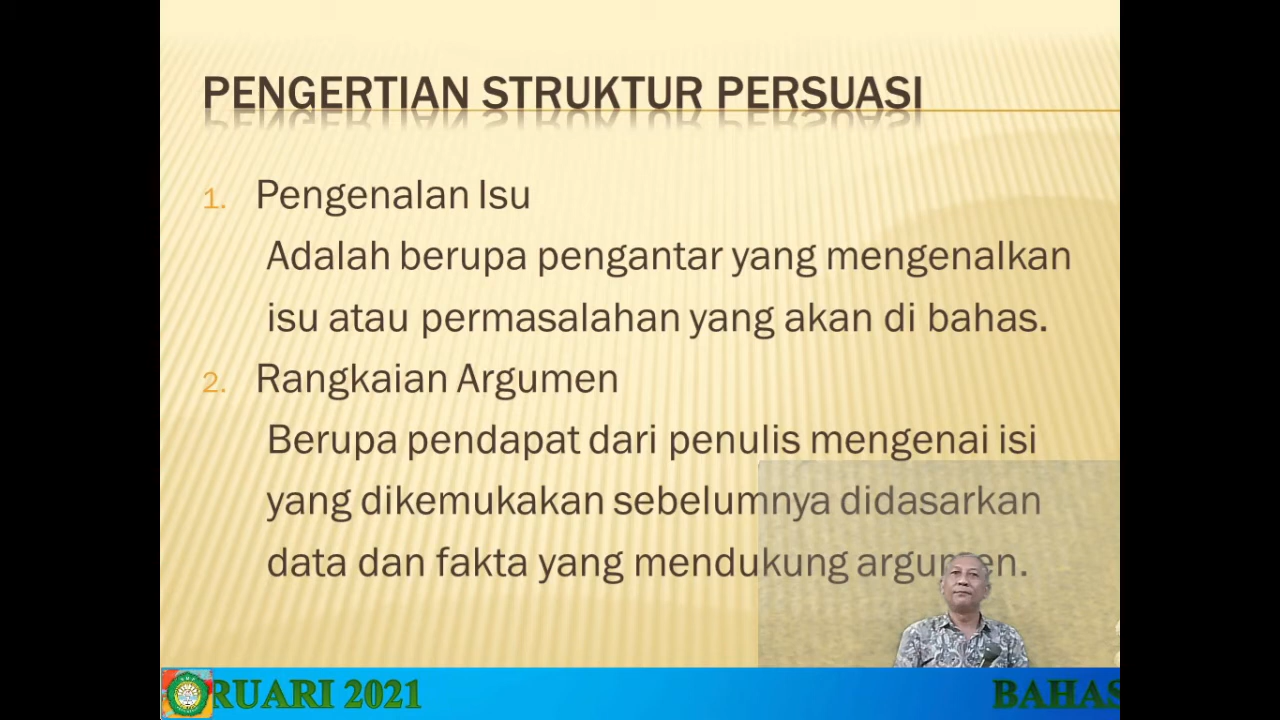 PENGERTIAN STRUKTUR PERSUASI
1. Pengenalan Isu
Adalah berupa pengantar yang mengenalkan
isu atau permasalahan yang akan di bahas.
2. Rangkaian Argumen
Berupa pendapat dari penulis mengenai isi
yang dikemukakan sebelumnya didasarkan
data dan fakta yang mendukung argumen.
RUARI 2021
BAHAS